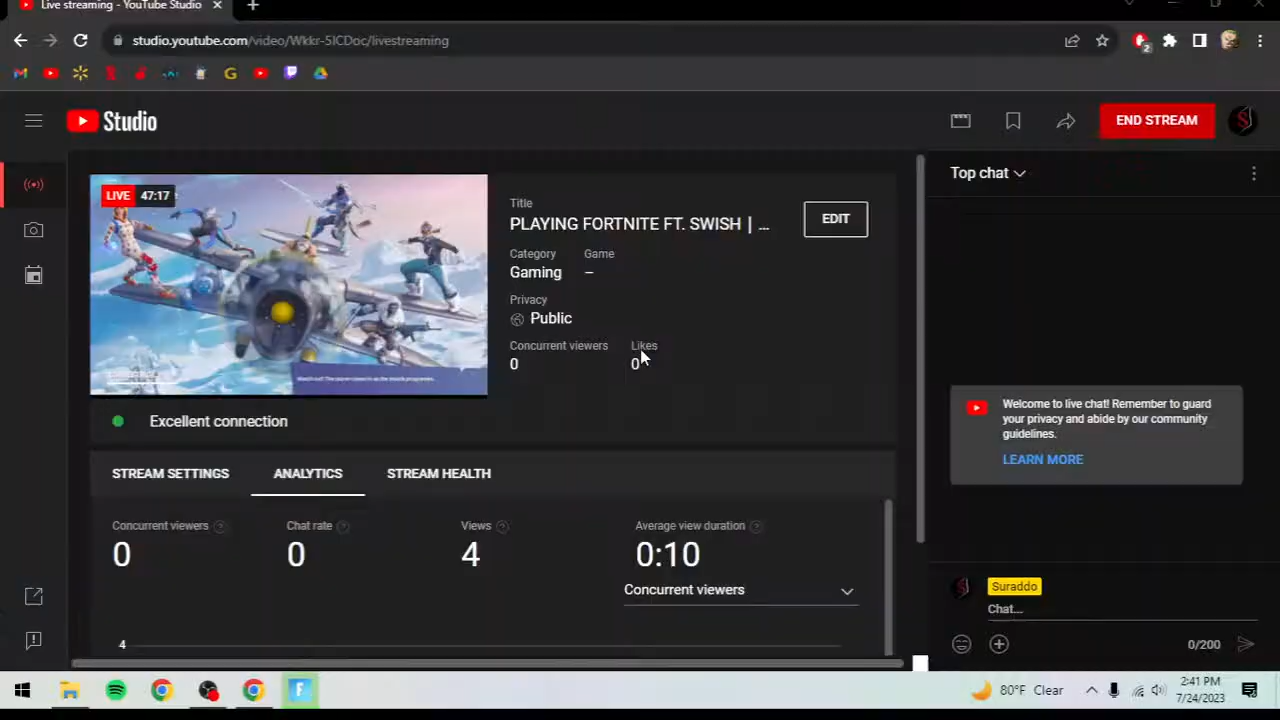 Live streaming - YouTube Studio
studio.youtube.com/video/Wkkr-5lCDoc/livestreaming
2
Studio
END STREAM
LIVE 47:17
Title
PLAYING FORTNITE FT. SWISH | ...
EDIT
Category Game
Gaming –
Privacy
Public
Concurrent viewers Likes
0 0
Excellent connection
STREAM SETTINGS ANALYTICS STREAM HEALTH
Concurrent viewers Chat rate Views Average view duration
0 0 4 0:10
Concurrent viewers
4
Top chat
Welcome to live chat! Remember to guard
your privacy and abide by our community
guidelines.
LEARN MORE
Suraddo
Chat...
0/200
80°F Clear
2:41 PM
7/24/2023